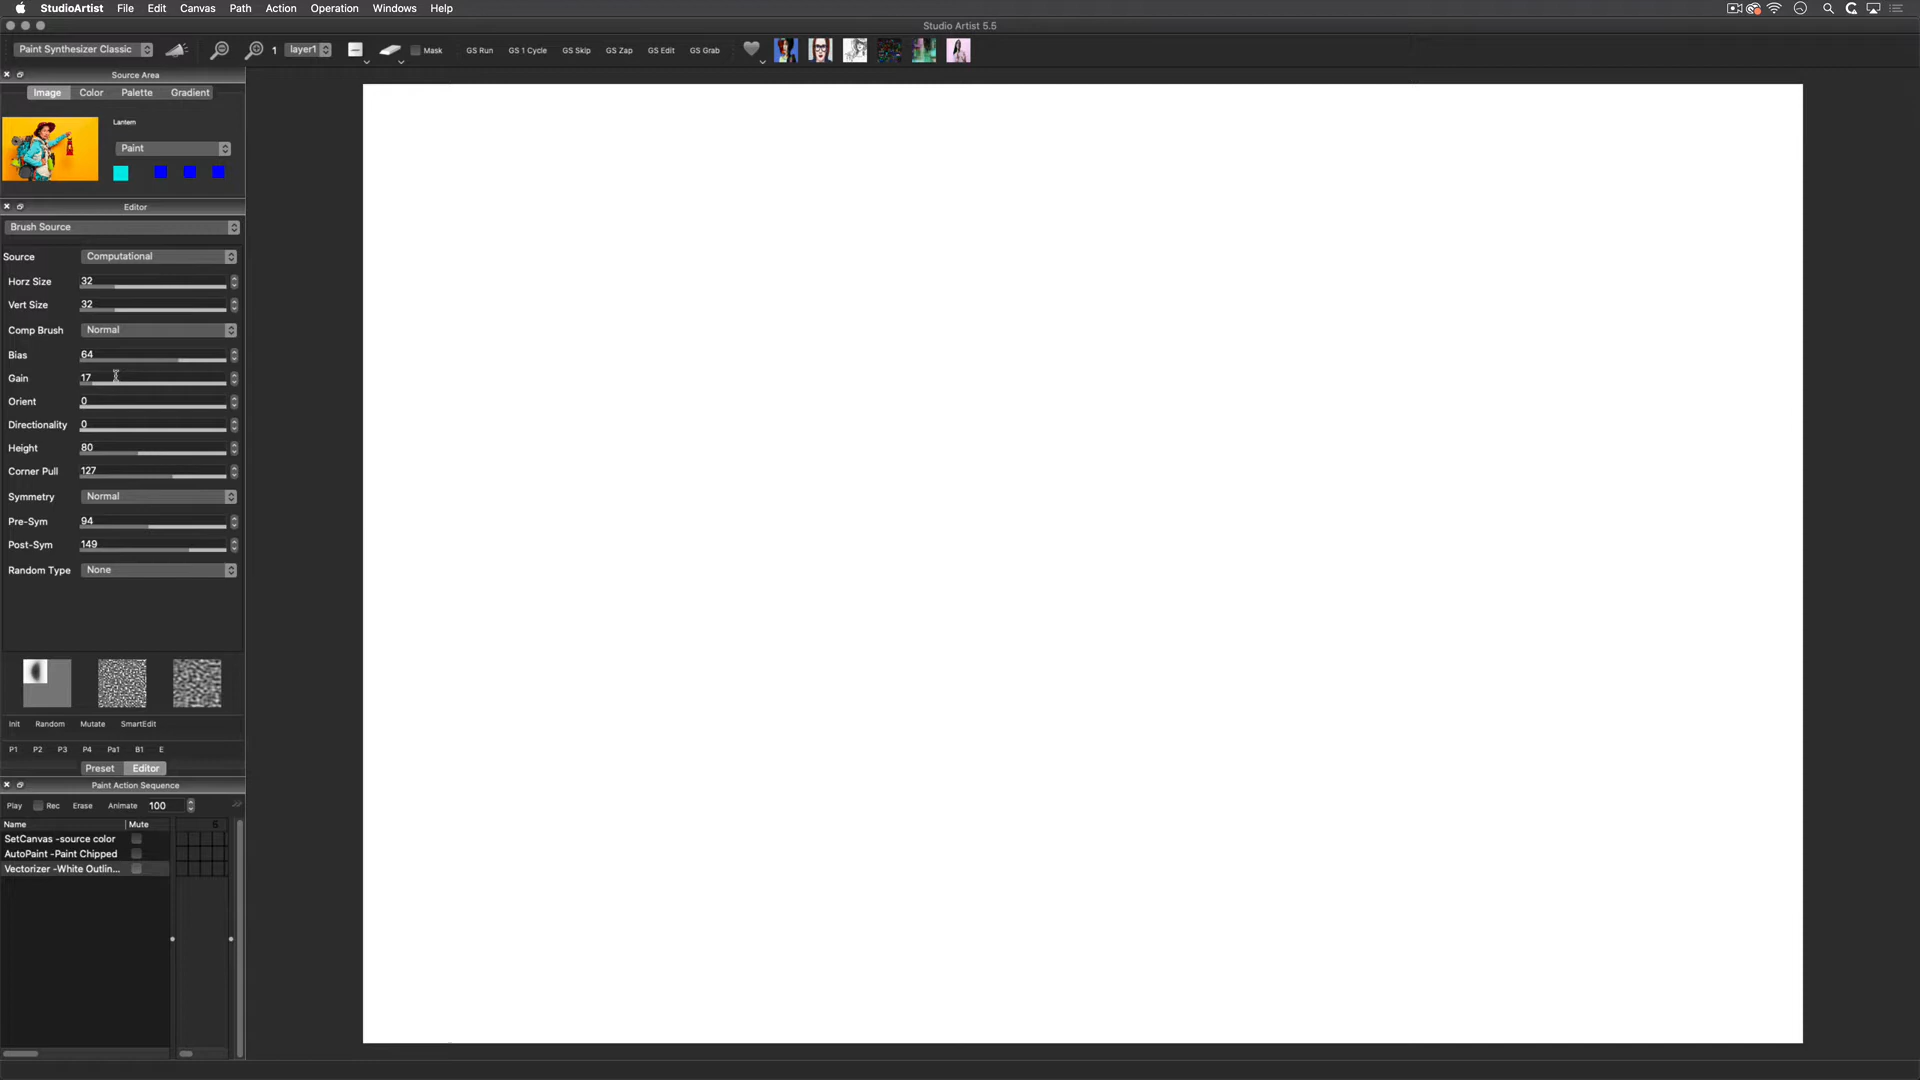 StudioArtist File Edit Canvas Path Action Operation Windows Help
Studio Artist 5.5
Paint Synthesizer Classic 1 layer1 Mask GS Run GS 1 Cycle GS Skip GS Zap GS Edit GS Grab
Source Area
Image Color Palette Gradient
Lantern
Paint
Editor
Brush Source
Source Computational
Horz Size 32
Vert Size 32
Comp Brush Normal
Bias 64
Gain 17
Orient 0
Directionality 0
Height 80
Corner Pull 127
Symmetry Normal
Pre-Sym 94
Post-Sym 149
Random Type None
Init Random Mutate SmartEdit
P1 P2 P3 P4 Pa1 B1 E
Preset Editor
Paint Action Sequence
Play Rec Erase Animate 100
Name Mute 5
SetCanvas -source color
AutoPaint -Paint Chipped
Vectorizer -White Outlin...